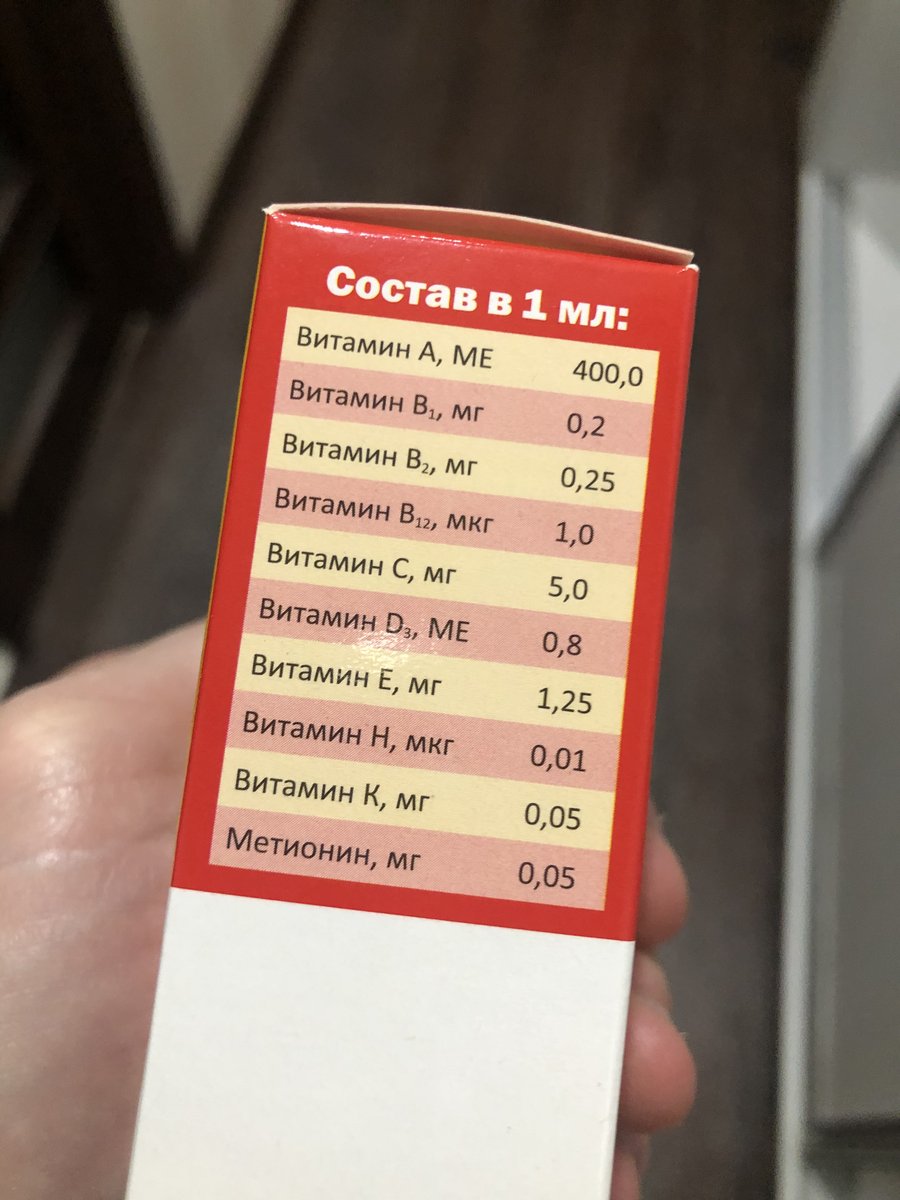 Состав в 1 мл:
Витамин А, МЕ 400,0
Витамин В₁, мг 0,2
Витамин В₂, мг 0,25
Витамин В₁₂, мкг 1,0
Витамин С, мг 5,0
Витамин D₃, МЕ 0,8
Витамин Е, мг 1,25
Витамин Н, мкг 0,01
Витамин К, мг 0,05
Метионин, мг 0,05